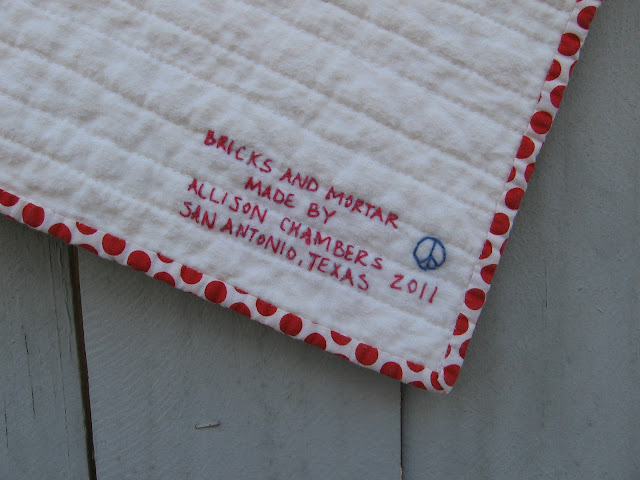 BRICKS AND MORTAR
MADE BY
ALLISON CHAMBERS
SAN ANTONIO, TEXAS 2011